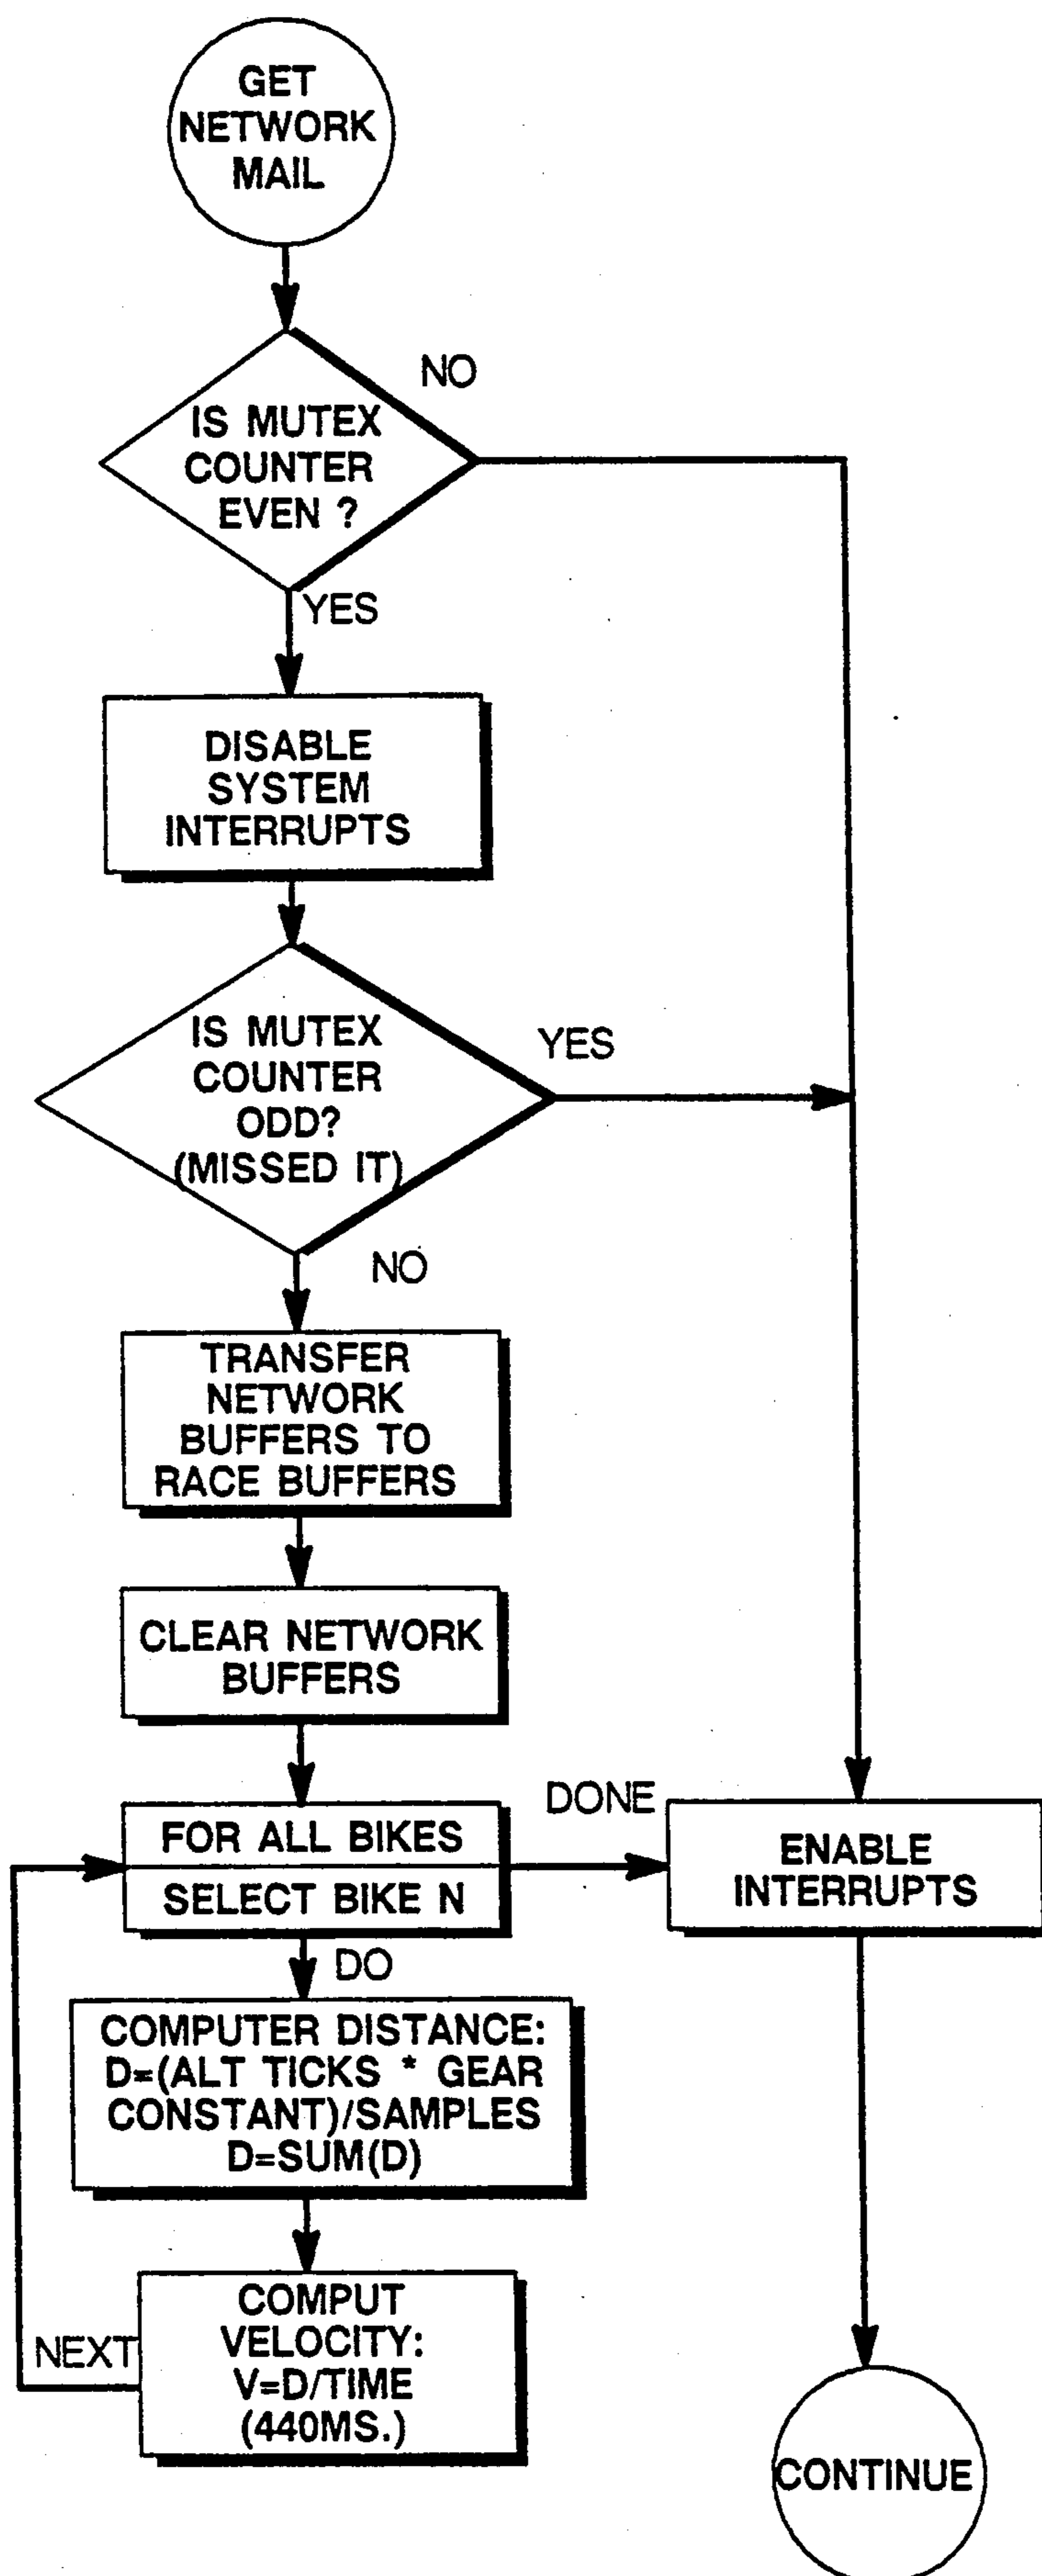 GET
NETWORK
MAIL
NO
IS MUTEX
COUNTER
EVEN ?
YES
DISABLE
SYSTEM
INTERRUPTS
IS MUTEX
COUNTER
ODD?
(MISSED IT)
YES
NO
TRANSFER
NETWORK
BUFFERS TO
RACE BUFFERS
CLEAR NETWORK
BUFFERS
FOR ALL BIKES
SELECT BIKE N
DONE
ENABLE
INTERRUPTS
DO
COMPUTER DISTANCE:
D=(ALT TICKS * GEAR
CONSTANT)/SAMPLES
D=SUM(D)
COMPUT
VELOCITY:
V=D/TIME
(440MS.)
NEXT
CONTINUE